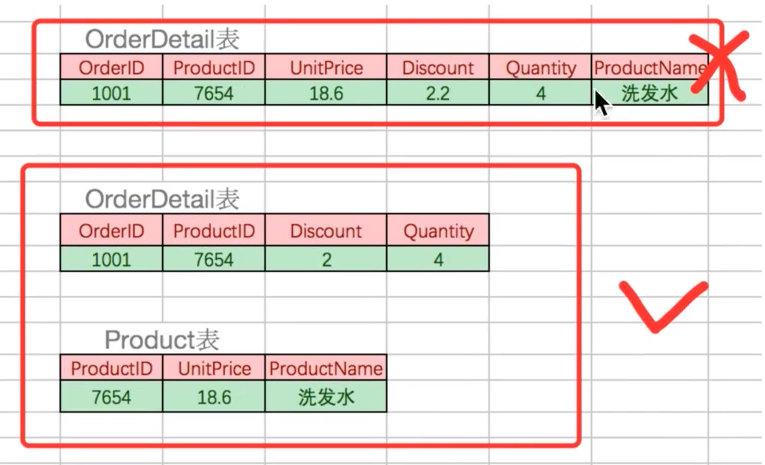 OrderDetail表
OrderID ProductID UnitPrice Discount Quantity ProductName
1001 7654 18.6 2.2 4 洗发水
OrderDetail表
OrderID ProductID Discount Quantity
1001 7654 2 4
Product表
ProductID UnitPrice ProductName
7654 18.6 洗发水